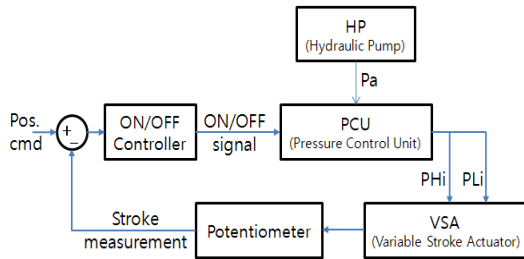 HP
(Hydraulic Pump)
Pa
Pos.
cmd
+
−
ON/OFF
Controller
ON/OFF
signal
PCU
(Pressure Control Unit)
PHi
PLi
Stroke
measurement
Potentiometer
VSA
(Variable Stroke Actuator)